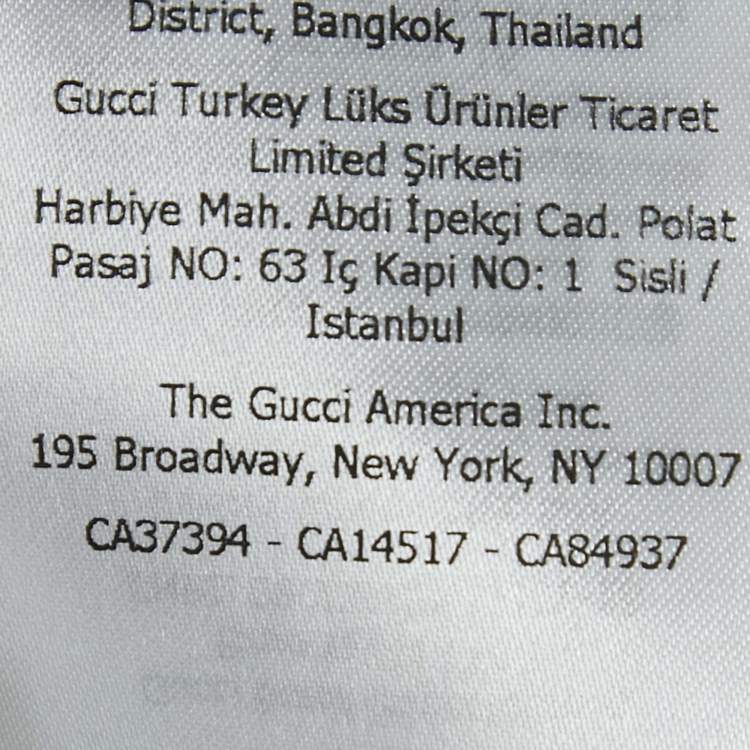 District, Bangkok, Thailand
Gucci Turkey Lüks Ürünler Ticaret
Limited Şirketi
Harbiye Mah. Abdi İpekçi Cad. Polat
Pasaj NO: 63 Iç Kapi NO: 1 Sisli /
Istanbul
The Gucci America Inc.
195 Broadway, New York, NY 10007
CA37394 - CA14517 - CA84937